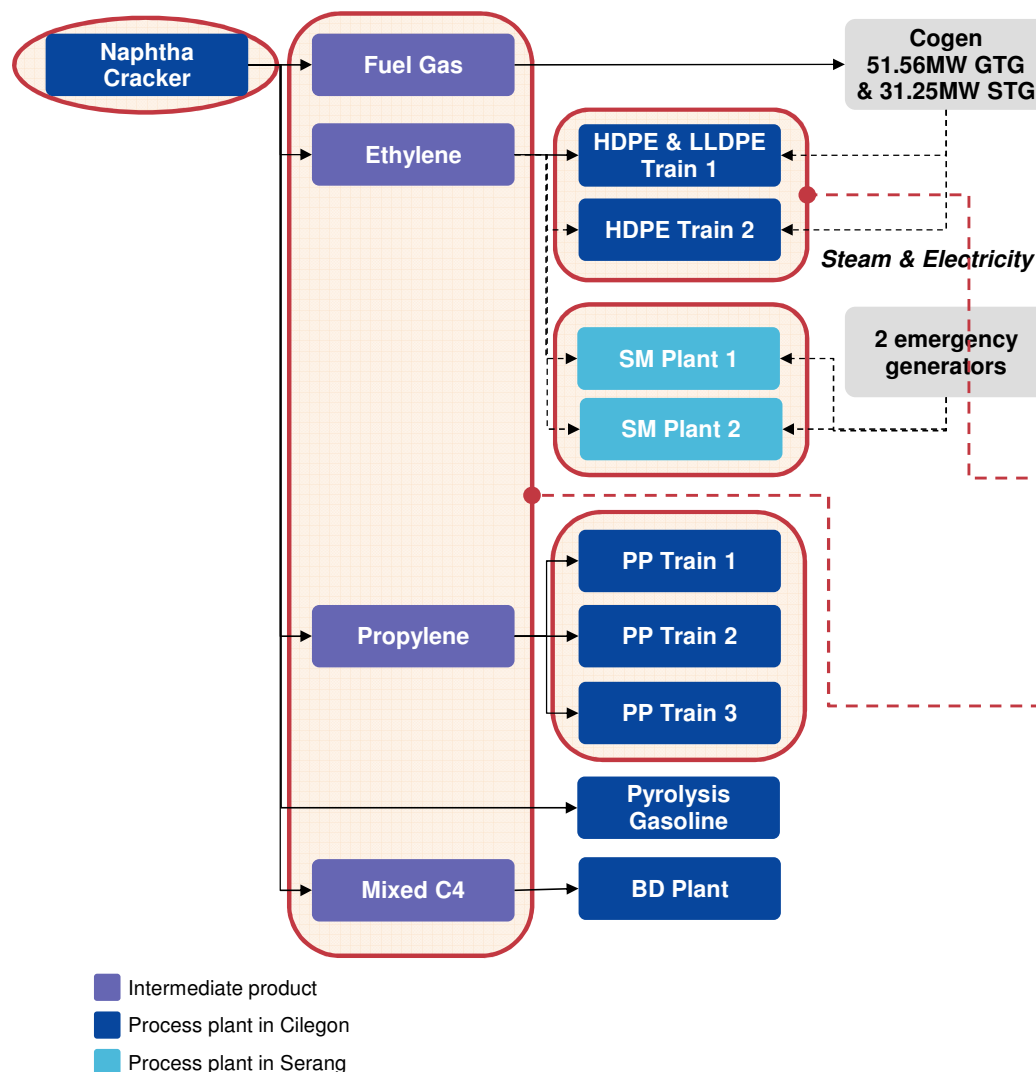 Naphtha
Cracker
Fuel Gas
Cogen
51.56MW GTG
& 31.25MW STG
Ethylene
HDPE & LLDPE
Train 1
HDPE Train 2
Steam & Electricity
SM Plant 1
SM Plant 2
2 emergency
generators
Propylene
PP Train 1
PP Train 2
PP Train 3
Pyrolysis
Gasoline
Mixed C4
BD Plant
Intermediate product
Process plant in Cilegon
Process plant in Serang